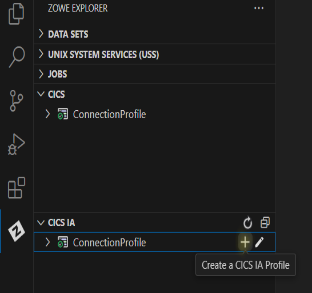 ZOWE EXPLORER
DATA SETS
UNIX SYSTEM SERVICES (USS)
JOBS
CICS
ConnectionProfile
CICS IA
ConnectionProfile
Create a CICS IA Profile